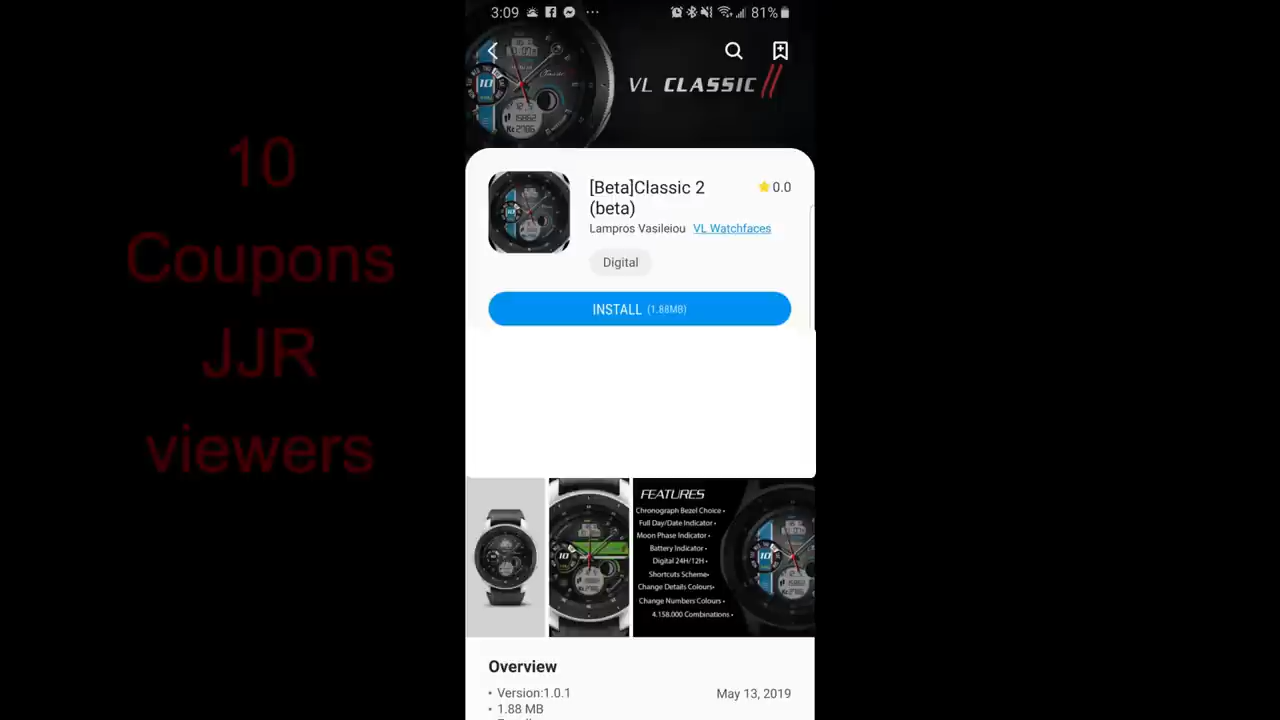 3:09
81%
VL CLASSIC
10
Coupons
JJR
viewers
[Beta]Classic 2
(beta)
0.0
Lampros Vasileiou VL Watchfaces
Digital
INSTALL (1.88MB)
FEATURES
Chronograph Bezel Choice •
Full Day/Date Indicator •
Moon Phase Indicator •
Battery Indicator •
Digital 24H/12H •
Shortcuts Scheme•
Change Details Colours•
Change Numbers Colours •
4.158.000 Combinations •
10
Overview
• Version:1.0.1
May 13, 2019
• 1.88 MB